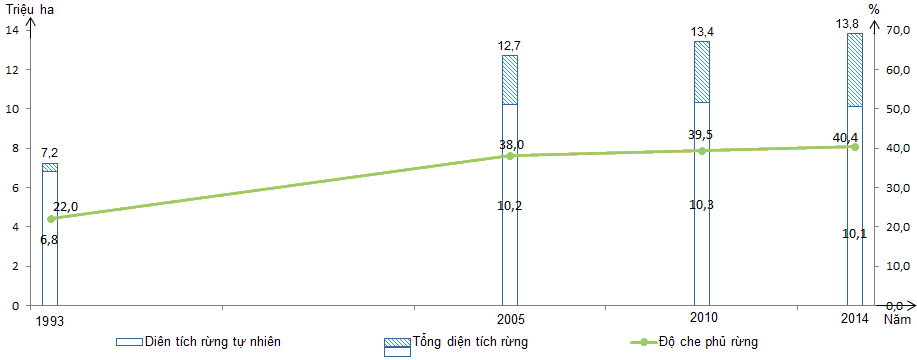 Triệu ha %
14 13,8 70,0
13,4
12,7
12 60,0
10 50,0
8 7,2 38,0 39,5 40,4 40,0
6 30,0
22,0
4 6,8 10,2 10,3 10,1 20,0
2 10,0
0 0,0
1993 2005 2010 2014 Năm
Diên tích rừng tự nhiên Tổng diện tích rừng Độ che phủ rừng